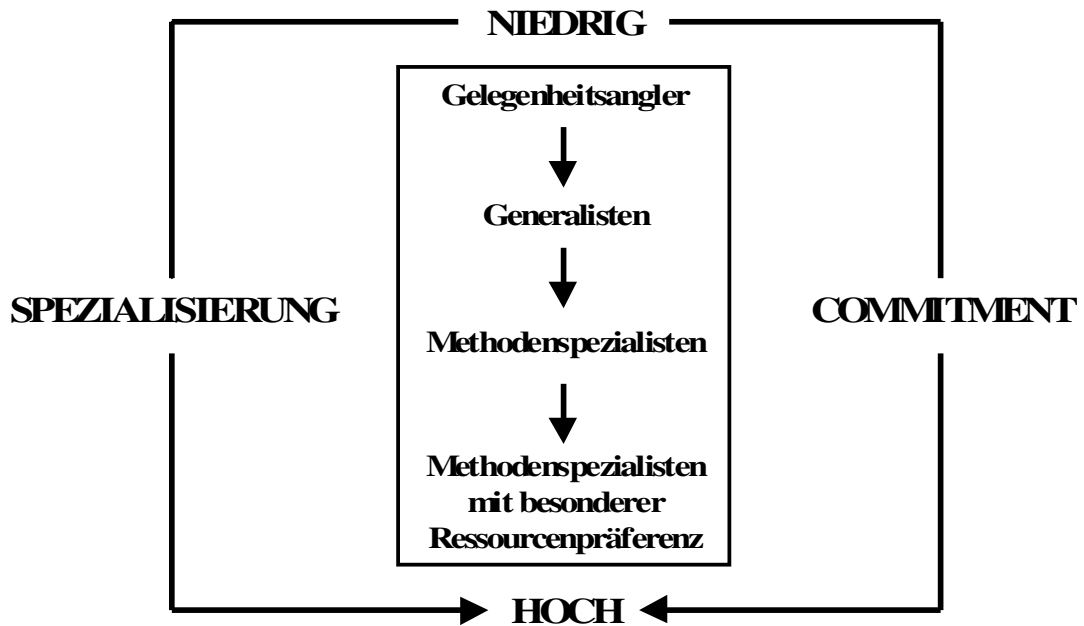 NIEDRIG
Gelegenheitsangler
Generalisten
SPEZIALISIERUNG
COMMITMENT
Methodenspezialisten
Methodenspezialisten
mit besonderer
Ressourcenpräferenz
HOCH